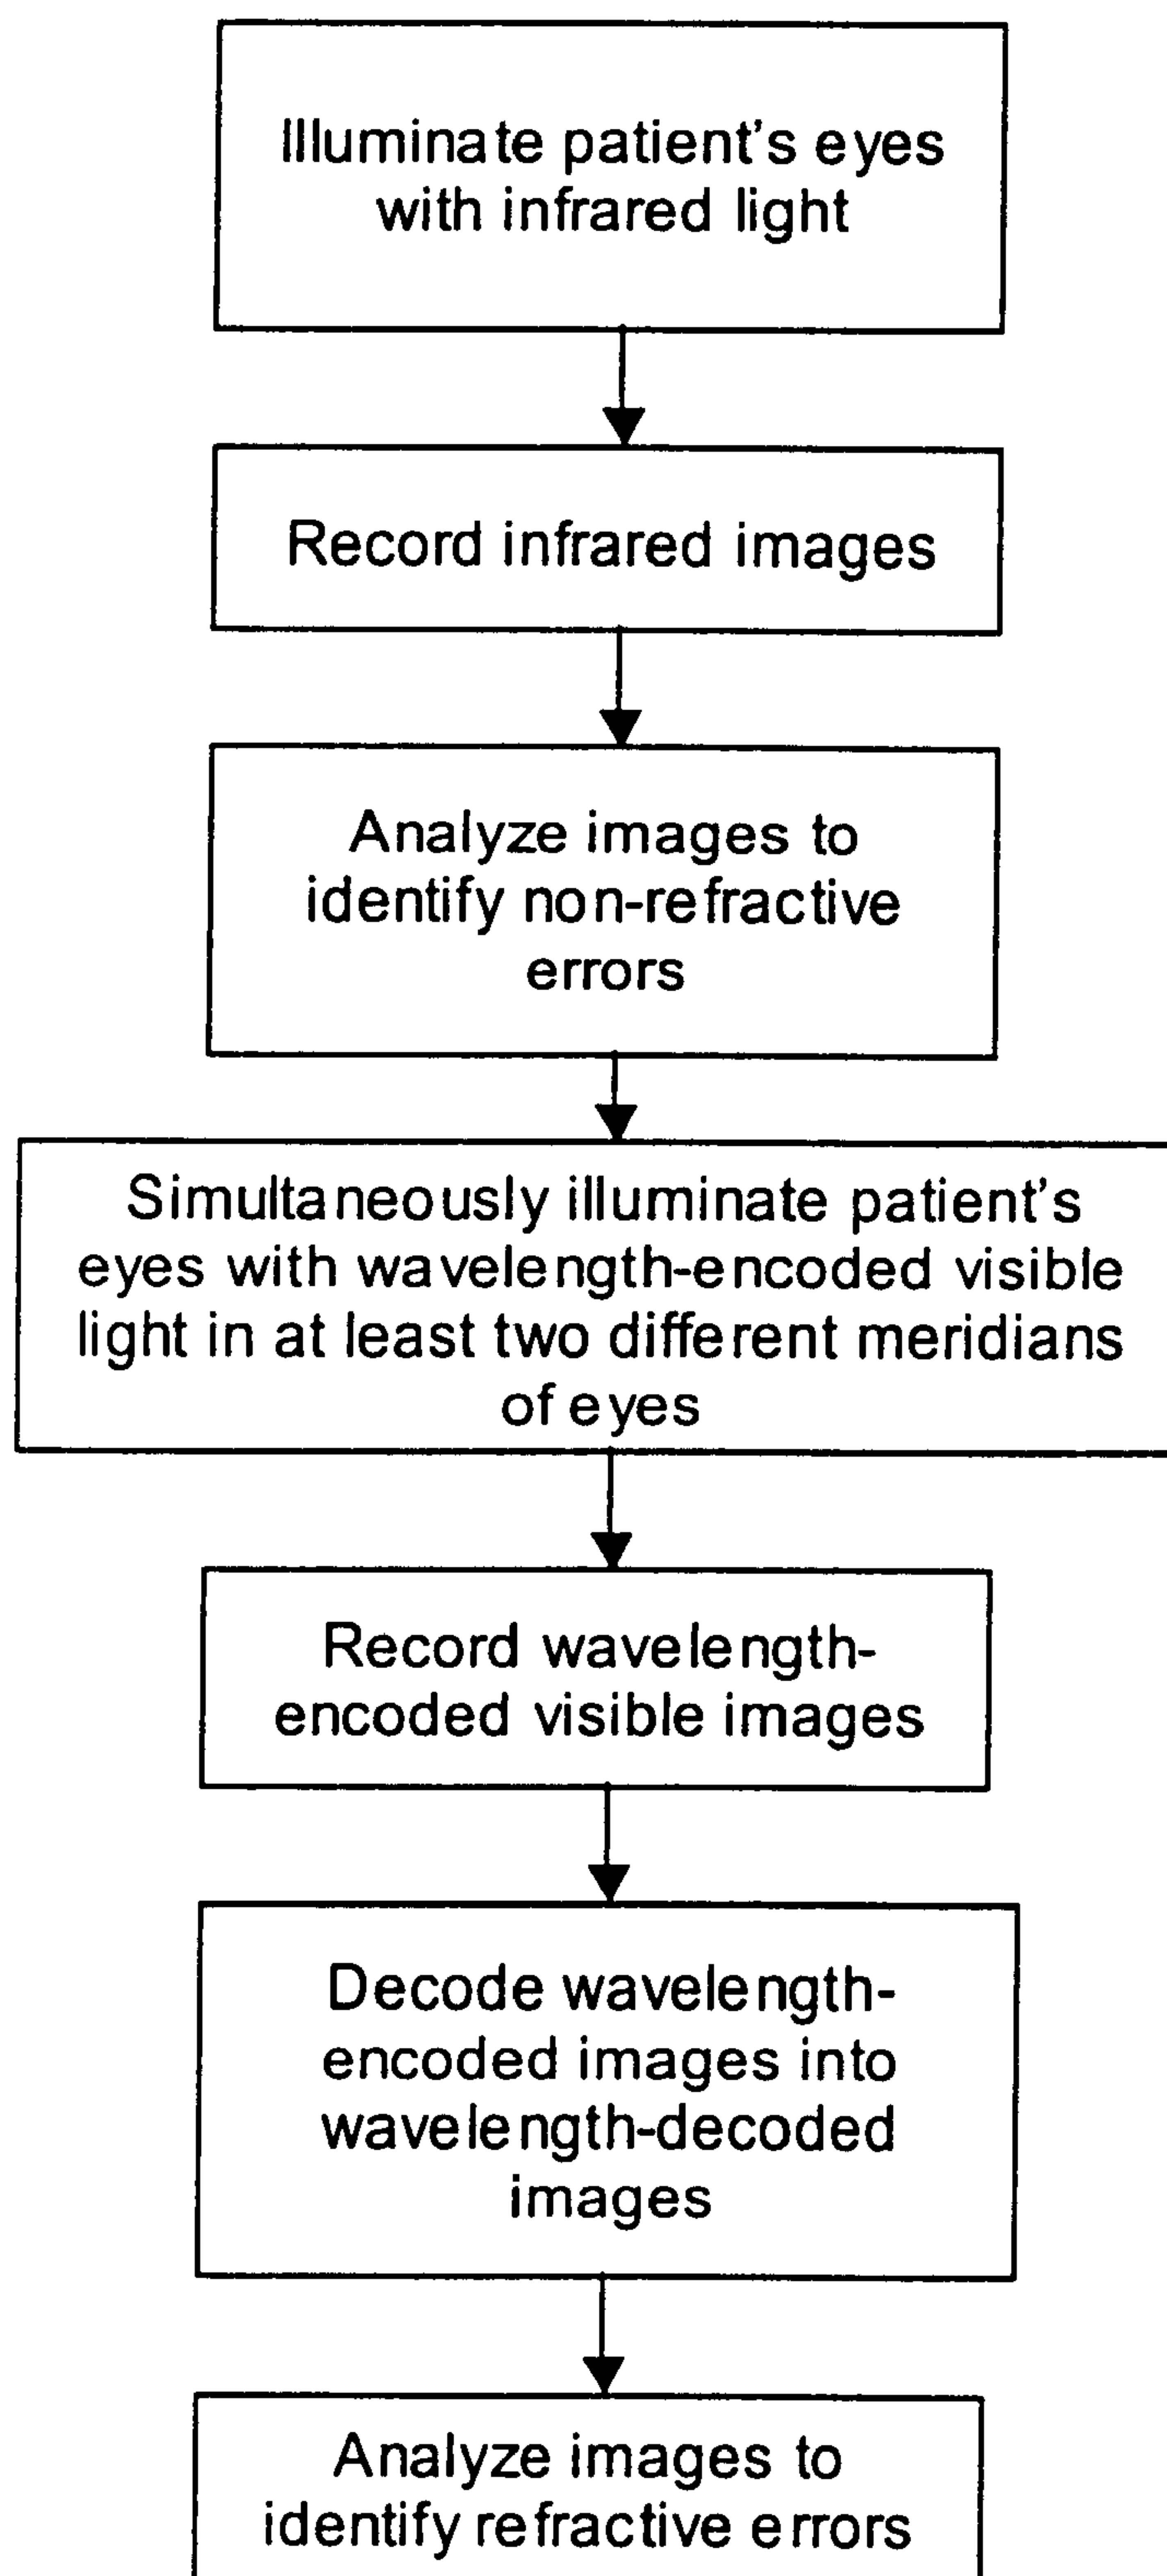 Illuminate patient's eyes
with infrared light
Record infrared images
Analyze images to
identify non-refractive
errors
Simultaneously illuminate patient's
eyes with wavelength-encoded visible
light in at least two different meridians
of eyes
Record wavelength-
encoded visible images
Decode wavelength-
encoded images into
wavelength-decoded
images
Analyze images to
identify refractive errors